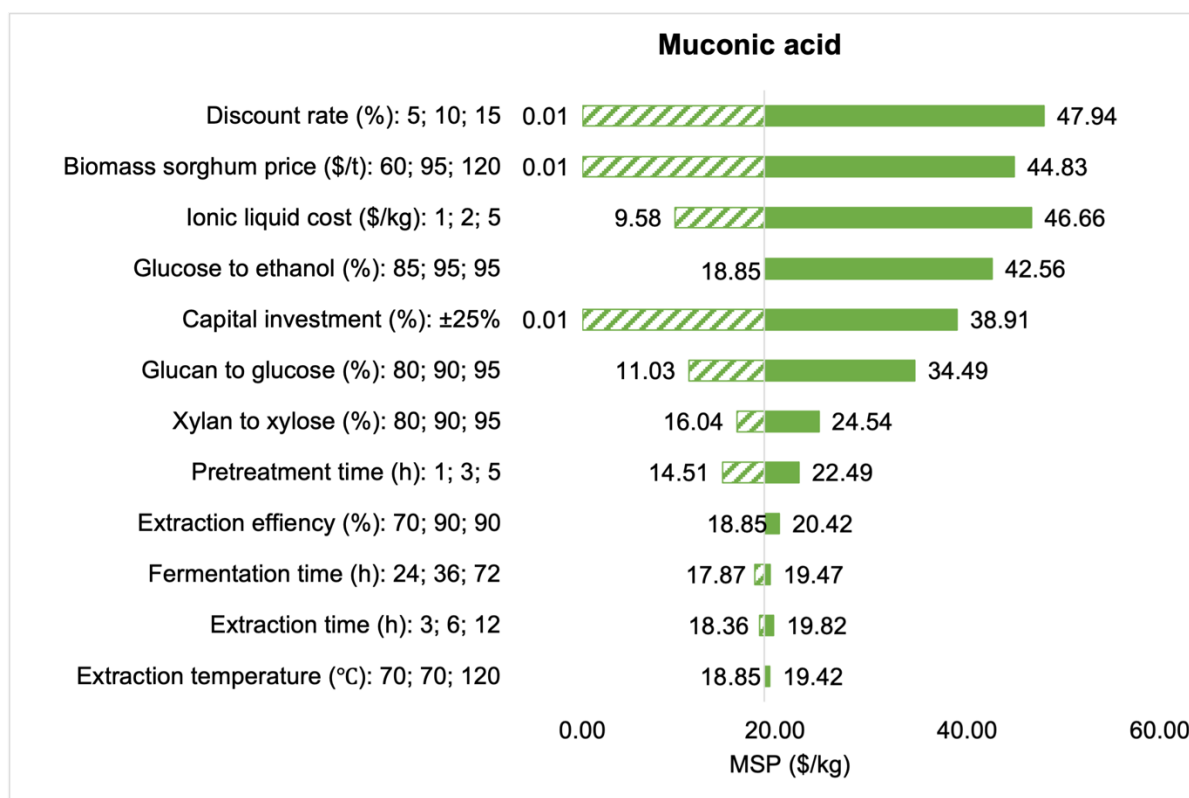 Muconic acid
Discount rate (%): 5; 10; 15 0.01 47.94
Biomass sorghum price ($/t): 60; 95; 120 0.01 44.83
Ionic liquid cost ($/kg): 1; 2; 5 9.58 46.66
Glucose to ethanol (%): 85; 95; 95 18.85 42.56
Capital investment (%): ±25% 0.01 38.91
Glucan to glucose (%): 80; 90; 95 11.03 34.49
Xylan to xylose (%): 80; 90; 95 16.04 24.54
Pretreatment time (h): 1; 3; 5 14.51 22.49
Extraction effiency (%): 70; 90; 90 18.85 20.42
Fermentation time (h): 24; 36; 72 17.87 19.47
Extraction time (h): 3; 6; 12 18.36 19.82
Extraction temperature (℃): 70; 70; 120 18.85 19.42
0.00 20.00 40.00 60.00
MSP ($/kg)